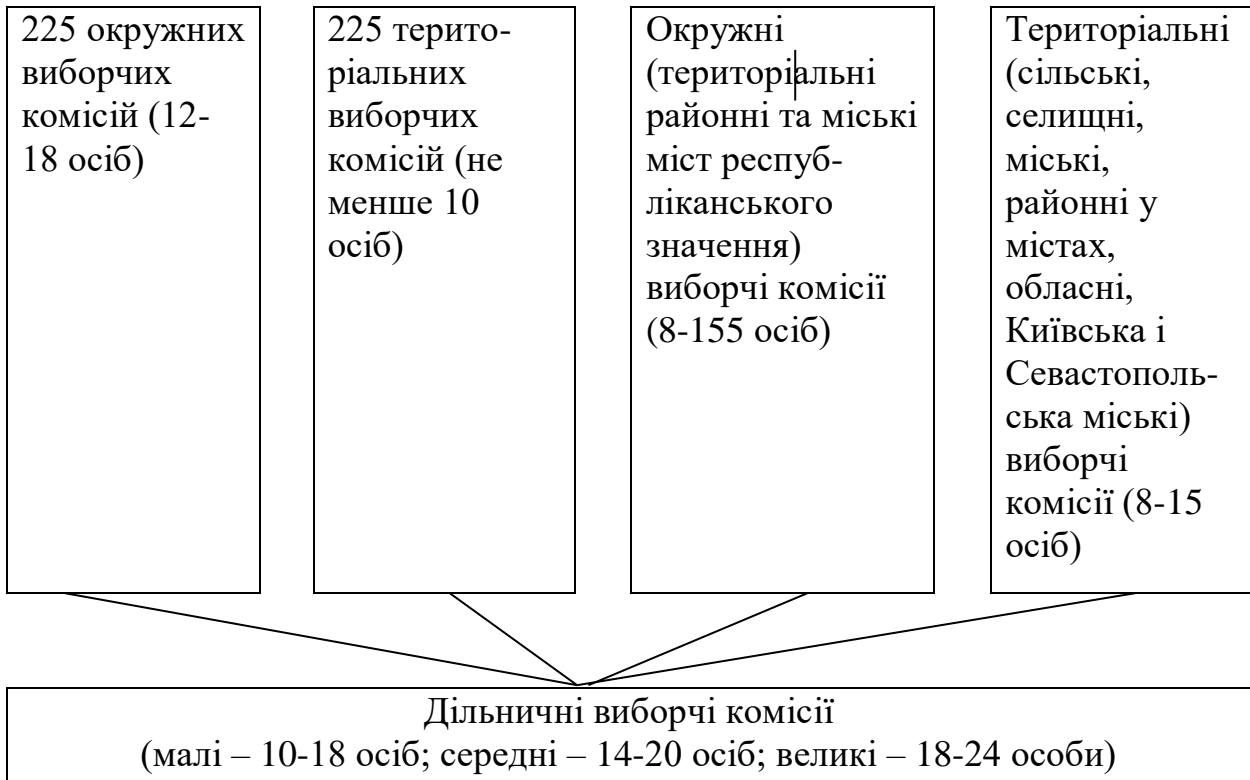 225 окружних
виборчих
комісій (12-
18 осіб)
225 терито-
ріальних
виборчих
комісій (не
менше 10
осіб)
Окружні
(територіальні
районні та міські
міст респуб-
ліканського
значення)
виборчі комісії
(8-155 осіб)
Територіальні
(сільські,
селищні,
міські,
районні у
містах,
обласні,
Київська і
Севастополь-
ська міські)
виборчі
комісії (8-15
осіб)
Дільничні виборчі комісії
(малі – 10-18 осіб; середні – 14-20 осіб; великі – 18-24 особи)